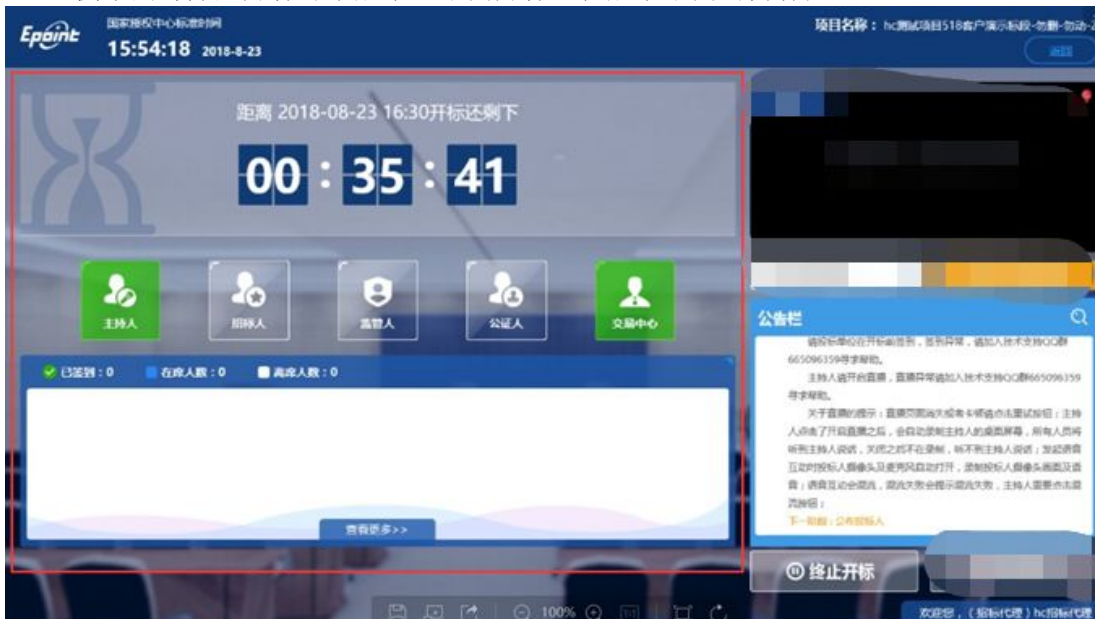 Epoint
国家授权中心标准时间
15:54:18 2018-8-23
项目名称：hc测试项目518客户演示标段-勿删-勿动-2
返回
距离 2018-08-23 16:30开标还剩下
00 : 35 : 41
主持人
招标人
监管人
公证人
交易中心
已签到：0
在席人数：0
离席人数：0
查看更多>>
公告栏
请投标单位在开标前签到，签到异常，请加入技术支持QQ群
665096359寻求帮助。
主持人请开启直播，直播异常请加入技术支持QQ群665096359
寻求帮助。
关于直播的提示：直播页面消失或者卡顿请点击重试按钮；主持
人点击了开启直播之后，会自动录制主持人的桌面屏幕，所有人员将
听到主持人说话，关闭之后不在录制，听不到主持人说话；发起语音
互动时投标人摄像头及麦克风自动打开，录制投标人摄像头画面及语
音；语音互动会混流，混流失败会提示混流失败，主持人需要点击混
流按钮；
下一阶段：公布投标人
终止开标
100%
1:1
欢迎您，（招标代理）hc招标代理